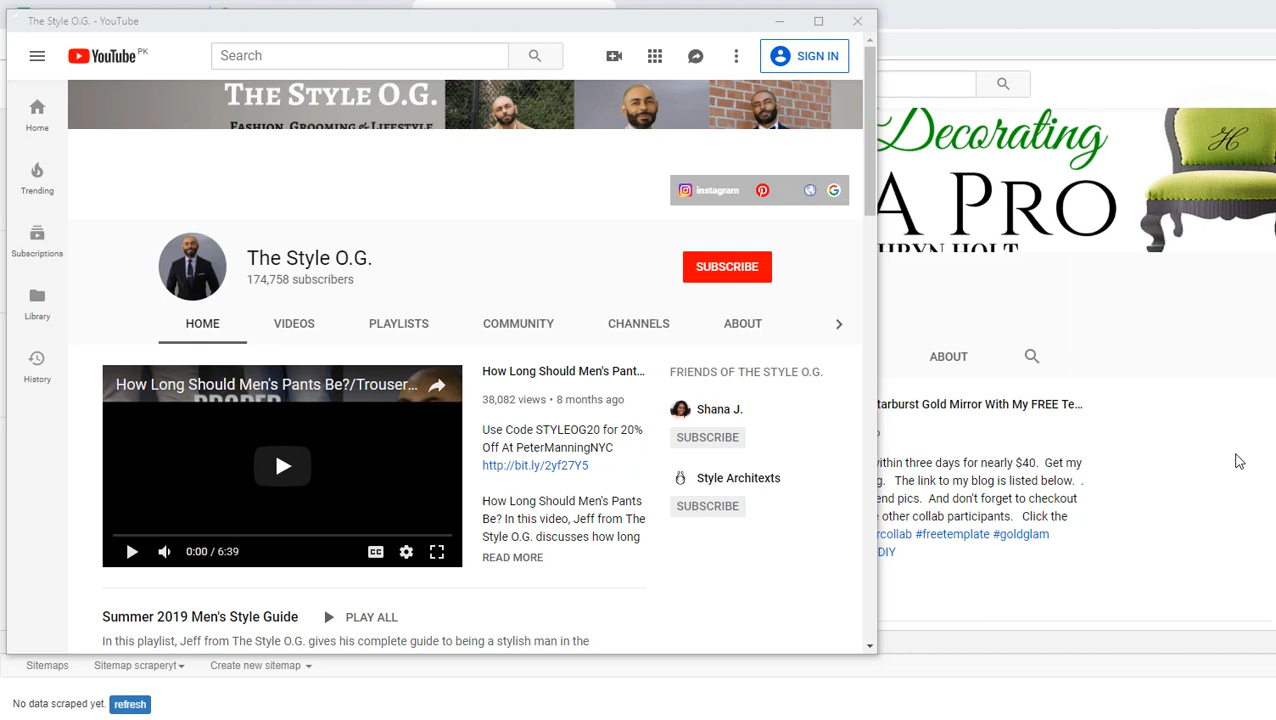 The Style O.G. - YouTube
YouTube PK
Search
SIGN IN
THE STYLE O.G.
FASHION, GROOMING & LIFESTYLE
instagram
Home
Trending
Subscriptions
Library
History
The Style O.G.
174,758 subscribers
SUBSCRIBE
HOME VIDEOS PLAYLISTS COMMUNITY CHANNELS ABOUT
How Long Should Men's Pants Be?/Trouser...
PROPER
0:00 / 6:39
CC
How Long Should Men's Pant...
38,082 views • 8 months ago
Use Code STYLEOG20 for 20%
Off At PeterManningNYC
http://bit.ly/2yf27Y5
How Long Should Men's Pants
Be? In this video, Jeff from The
Style O.G. discusses how long
READ MORE
FRIENDS OF THE STYLE O.G.
Shana J.
SUBSCRIBE
Style Architexts
SUBSCRIBE
Summer 2019 Men's Style Guide PLAY ALL
In this playlist, Jeff from The Style O.G. gives his complete guide to being a stylish man in the
Decorating
A PRO
HRYN HOLT
H
ABOUT
tarburst Gold Mirror With My FREE Te...
within three days for nearly $40. Get my
g. The link to my blog is listed below. .
end pics. And don't forget to checkout
other collab participants. Click the
rcollab #freetemplate #goldglam
DIY
Sitemaps Sitemap scraperyt Create new sitemap
No data scraped yet. refresh